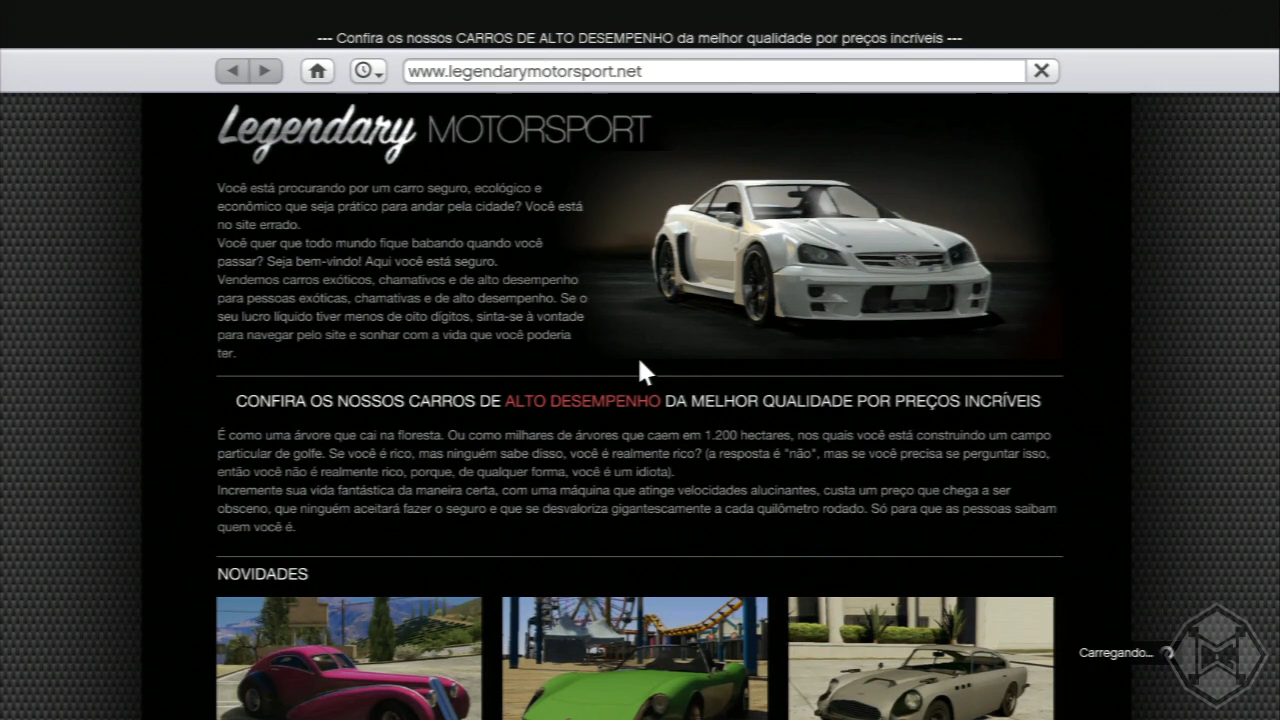 --- Confira os nossos CARROS DE ALTO DESEMPENHO da melhor qualidade por preços incríveis ---
www.legendarymotorsport.net
Legendary MOTORSPORT
Você está procurando por um carro seguro, ecológico e
econômico que seja prático para andar pela cidade? Você está
no site errado.
Você quer que todo mundo fique babando quando você
passar? Seja bem-vindo! Aqui você está seguro.
Vendemos carros exóticos, chamativos e de alto desempenho
para pessoas exóticas, chamativas e de alto desempenho. Se o
seu lucro líquido tiver menos de oito dígitos, sinta-se à vontade
para navegar pelo site e sonhar com a vida que você poderia
ter.
CONFIRA OS NOSSOS CARROS DE ALTO DESEMPENHO DA MELHOR QUALIDADE POR PREÇOS INCRÍVEIS
É como uma árvore que cai na floresta. Ou como milhares de árvores que caem em 1.200 hectares, nos quais você está construindo um campo
particular de golfe. Se você é rico, mas ninguém sabe disso, você é realmente rico? (a resposta é "não", mas se você precisa se perguntar isso,
então você não é realmente rico, porque, de qualquer forma, você é um idiota).
Incremente sua vida fantástica da maneira certa, com uma máquina que atinge velocidades alucinantes, custa um preço que chega a ser
obsceno, que ninguém aceitará fazer o seguro e que se desvaloriza gigantescamente a cada quilômetro rodado. Só para que as pessoas saibam
quem você é.
NOVIDADES
Carregando...